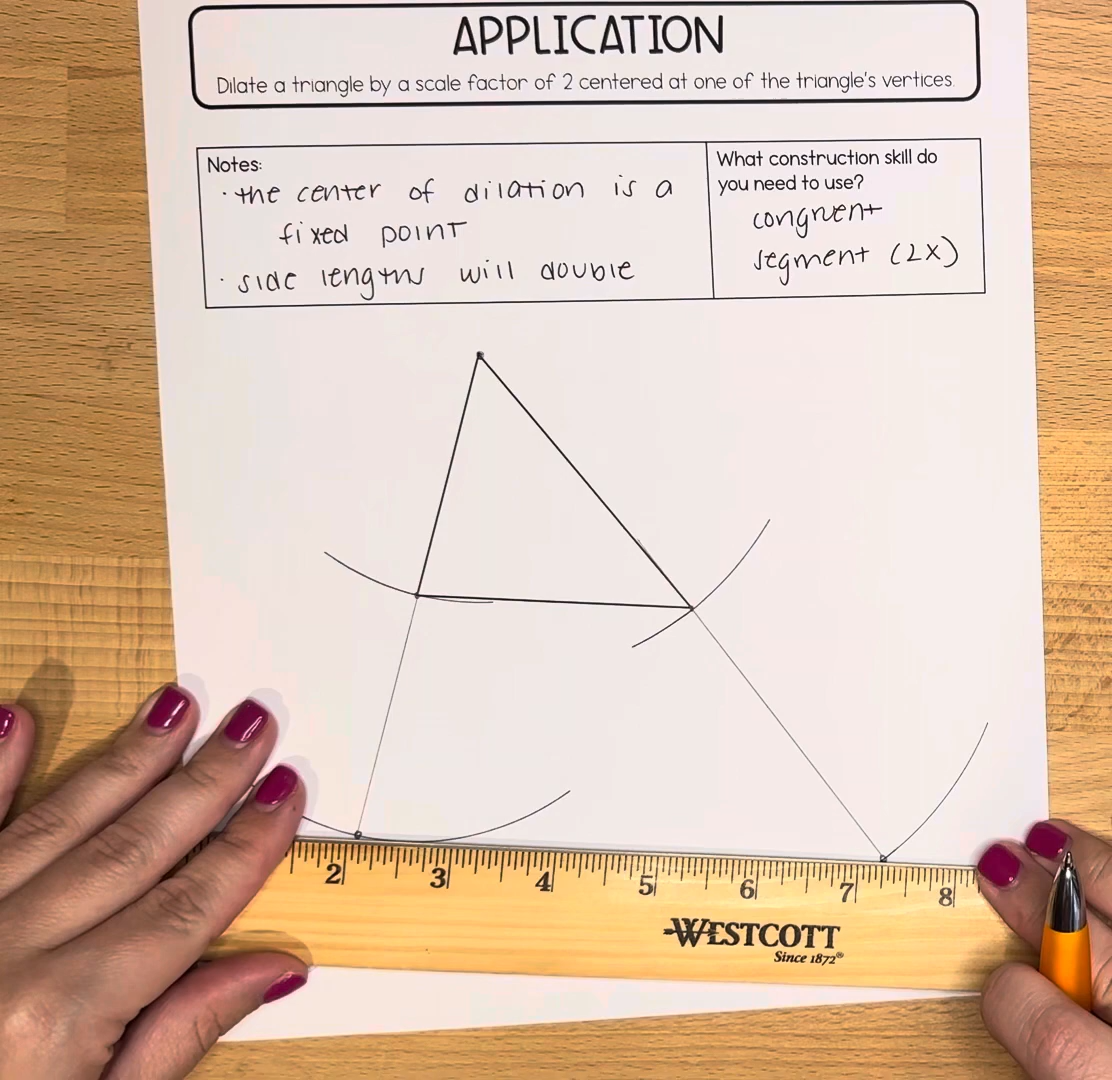 APPLICATION
Dilate a triangle by a scale factor of 2 centered at one of the triangle's vertices.
Notes:
· the center of dilation is a
fixed point
· side lengths will double
What construction skill do
you need to use?
congruent
segment (2x)
2 3 4 5 6 7 8
WESTCOTT
Since 1872®